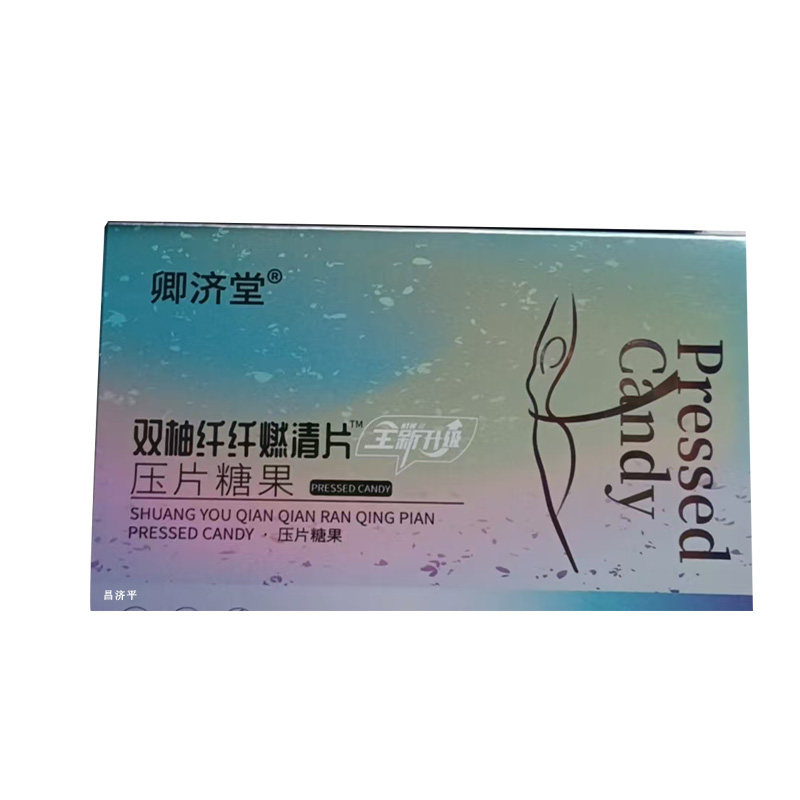 卿济堂®
双柚纤纤燃清片™
全新升级
压片糖果 PRESSED CANDY
SHUANG YOU QIAN QIAN RAN QING PIAN
PRESSED CANDY · 压片糖果
Pressed
Candy
昌济平